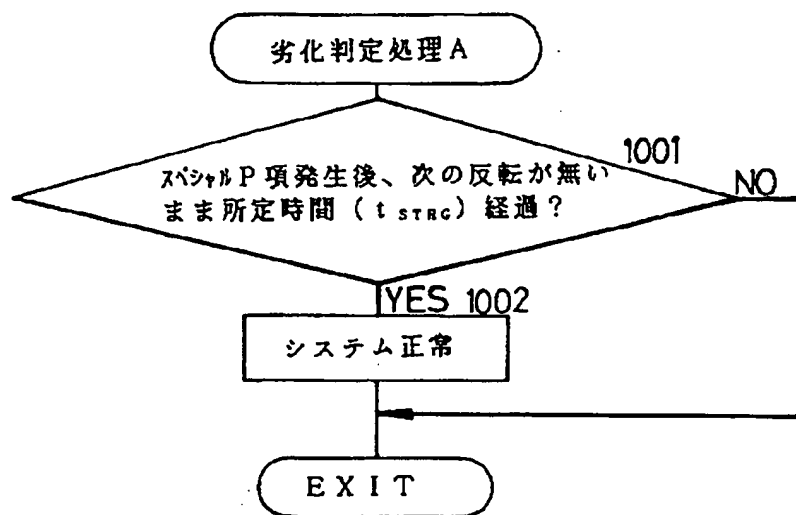 劣化判定処理A
1001
スペシャルP項発生後、次の反転が無い
まま所定時間（tSTRG）経過？
NO
YES 1002
システム正常
EXIT